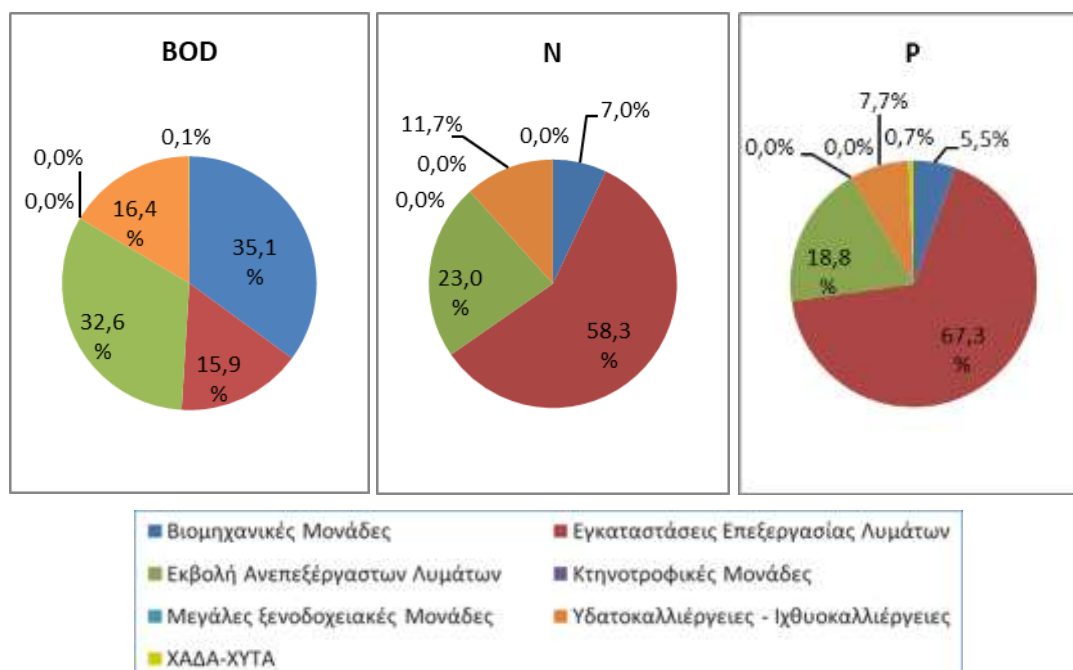 BOD
0,1%
0,0%
0,0%
16,4
%
35,1
%
32,6
%
15,9
%
N
0,0%
7,0%
11,7%
0,0%
0,0%
23,0
%
58,3
%
P
7,7%
0,0%
0,0%
0,7%
5,5%
18,8
%
67,3
%
Βιομηχανικές Μονάδες
Εγκαταστάσεις Επεξεργασίας Λυμάτων
Εκβολή Ανεπεξέργαστων Λυμάτων
Κτηνοτροφικές Μονάδες
Μεγάλες ξενοδοχειακές Μονάδες
Υδατοκαλλιέργειες - Ιχθυοκαλλιέργειες
ΧΑΔΑ-ΧΥΤΑ